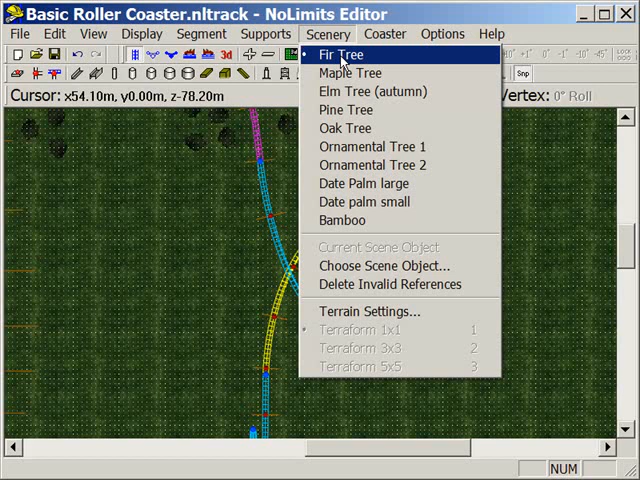 Basic Roller Coaster.nltrack - NoLimits Editor
File Edit View Display Segment Supports Scenery Coaster Options Help
3d
Snp
Cursor: x54.10m, y0.00m, z-78.20m
Vertex: 0° Roll
Fir Tree
Maple Tree
Elm Tree (autumn)
Pine Tree
Oak Tree
Ornamental Tree 1
Ornamental Tree 2
Date Palm large
Date palm small
Bamboo
Current Scene Object
Choose Scene Object...
Delete Invalid References
Terrain Settings...
Terraform 1x1 1
Terraform 3x3 2
Terraform 5x5 3
NUM